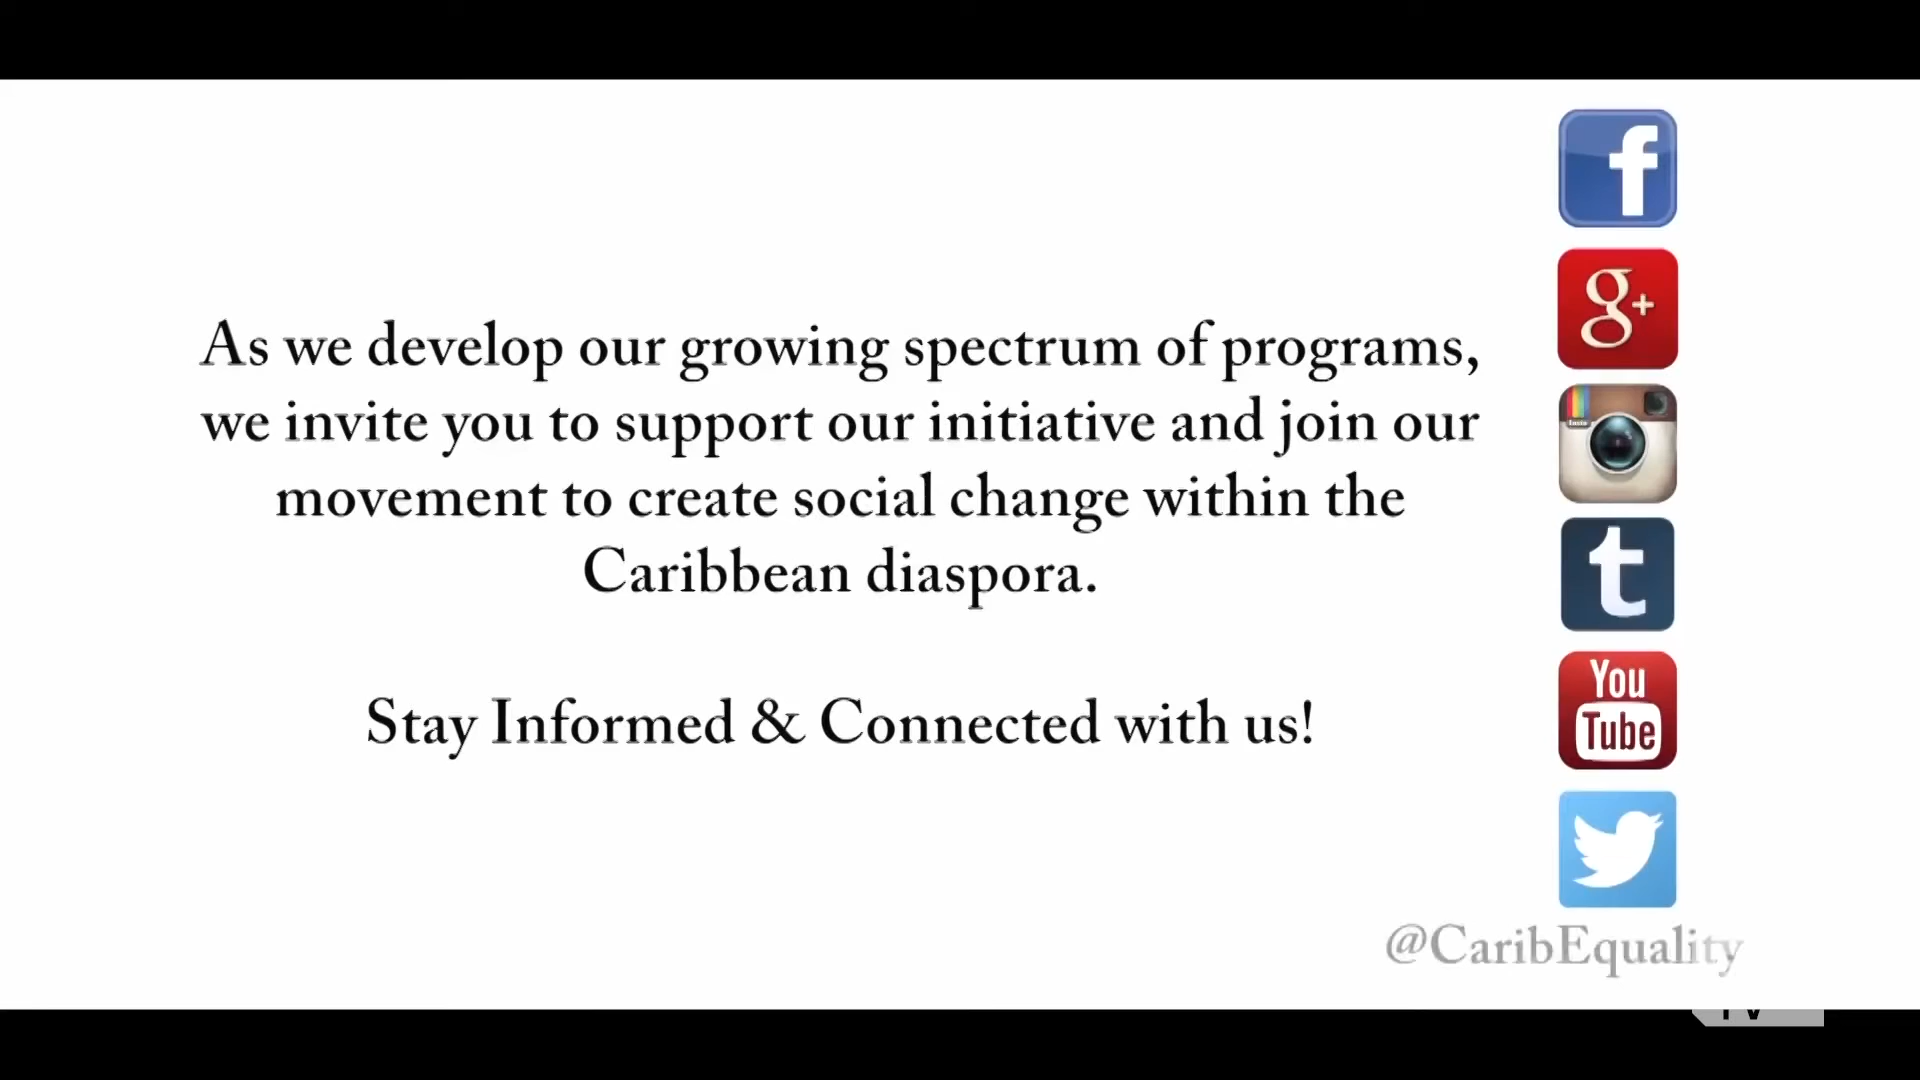 f
g+
As we develop our growing spectrum of programs,
we invite you to support our initiative and join our
movement to create social change within the
Caribbean diaspora.
t
Stay Informed & Connected with us!
You
Tube
@CaribEquality
TV